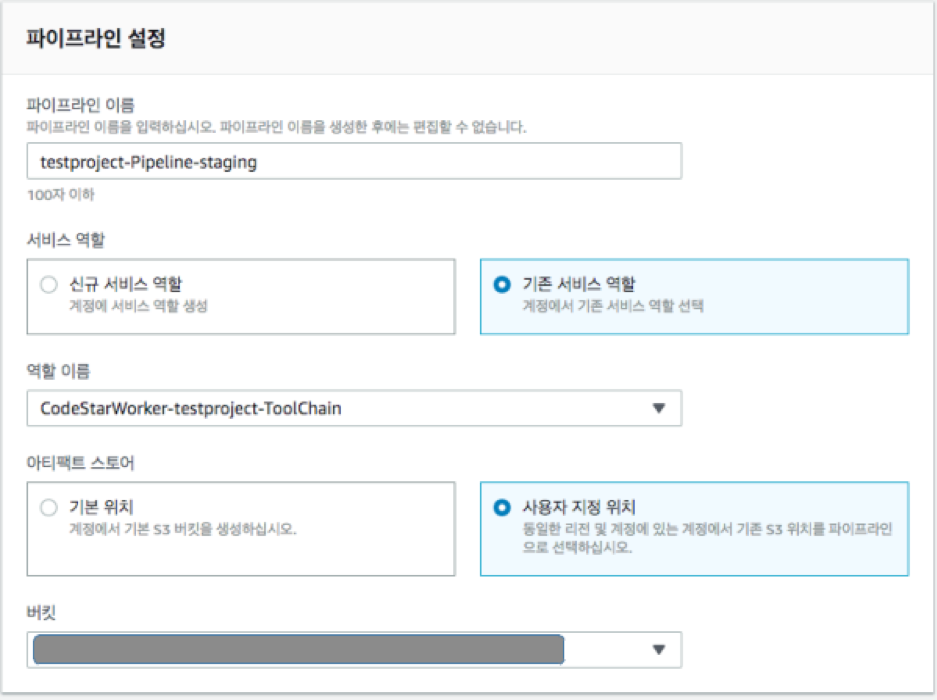 파이프라인 설정
파이프라인 이름
파이프라인 이름을 입력하십시오. 파이프라인 이름을 생성한 후에는 편집할 수 없습니다.
testproject-Pipeline-staging
100자 이하
서비스 역할
신규 서비스 역할
계정에 서비스 역할 생성
기존 서비스 역할
계정에서 기존 서비스 역할 선택
역할 이름
CodeStarWorker-testproject-ToolChain
아티팩트 스토어
기본 위치
계정에서 기본 S3 버킷을 생성하십시오.
사용자 지정 위치
동일한 리전 및 계정에 있는 계정에서 기존 S3 위치를 파이프라인
으로 선택하십시오.
버킷